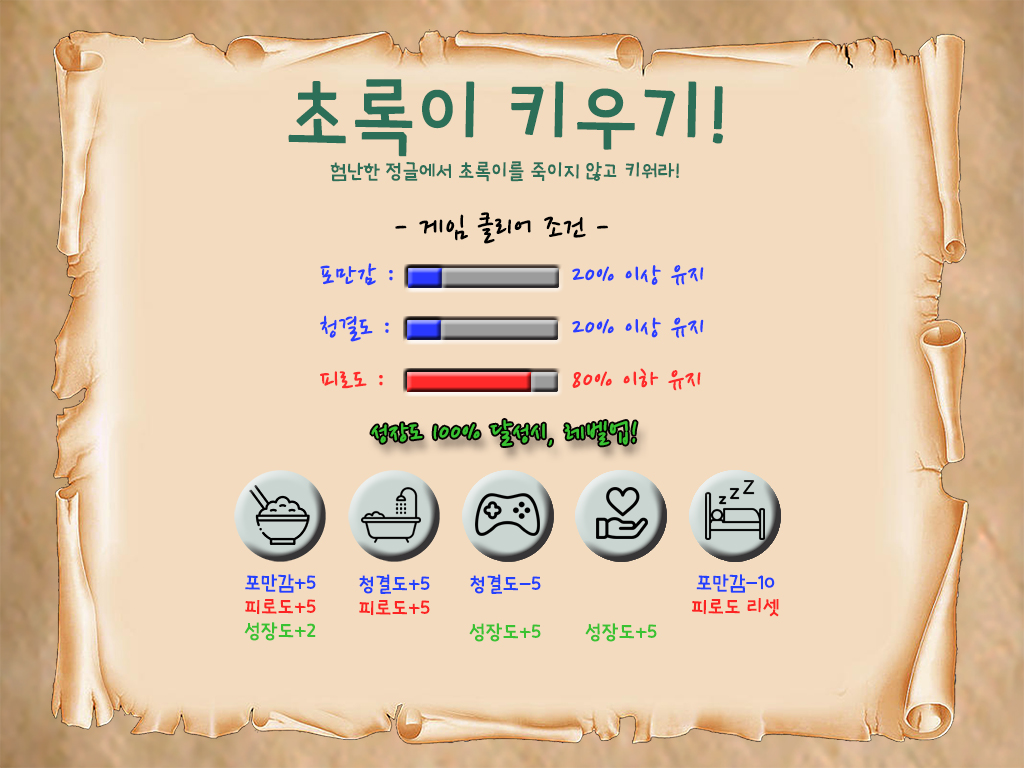 초록이 키우기!
험난한 정글에서 초록이를 죽이지 않고 키워라!
- 게임 클리어 조건 -
포만감 : 20% 이상 유지
청결도 : 20% 이상 유지
피로도 : 80% 이하 유지
성장도 100% 달성시, 레벨업!
z z Z
포만감+5 청결도+5 청결도-5 포만감-10
피로도+5 피로도+5 피로도 리셋
성장도+2 성장도+5 성장도+5